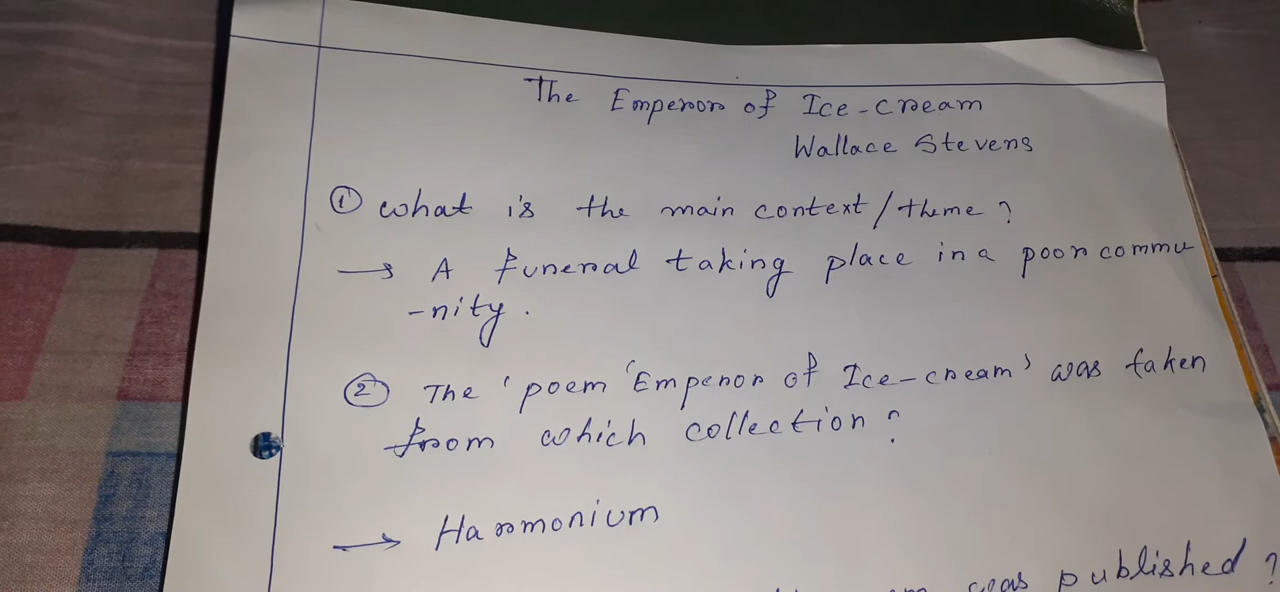 The Emperor of Ice-cream
Wallace Stevens
① What is the main context/theme?
→ A funeral taking place in a poor commu
-nity.
② The 'poem 'Emperor of Ice-cream' was taken
from which collection?
→ Harmonium
was published?